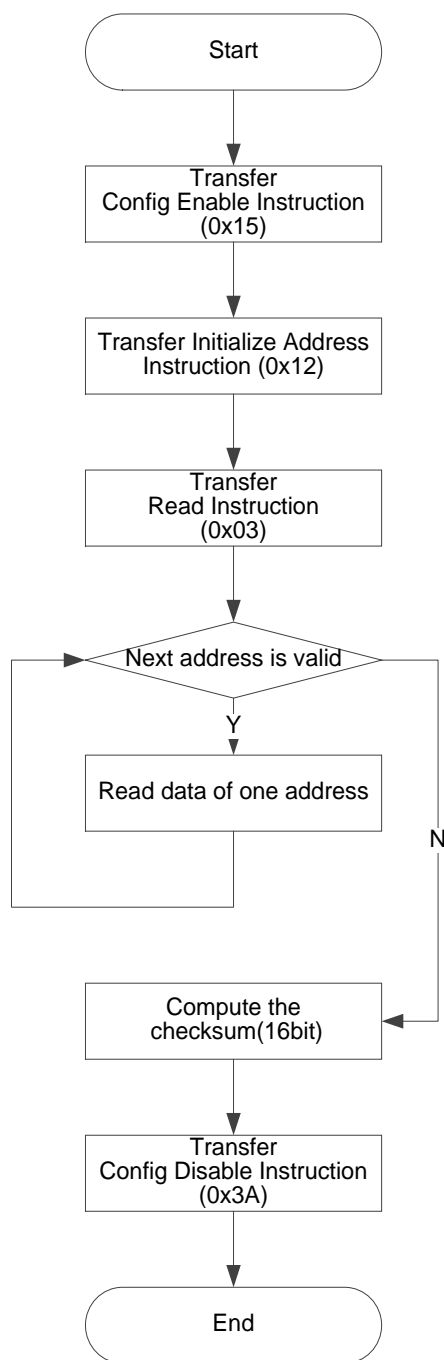 Start
Transfer
Config Enable Instruction
(0x15)
Transfer Initialize Address
Instruction (0x12)
Transfer
Read Instruction
(0x03)
Next address is valid
Y
Read data of one address
N
Compute the
checksum(16bit)
Transfer
Config Disable Instruction
(0x3A)
End